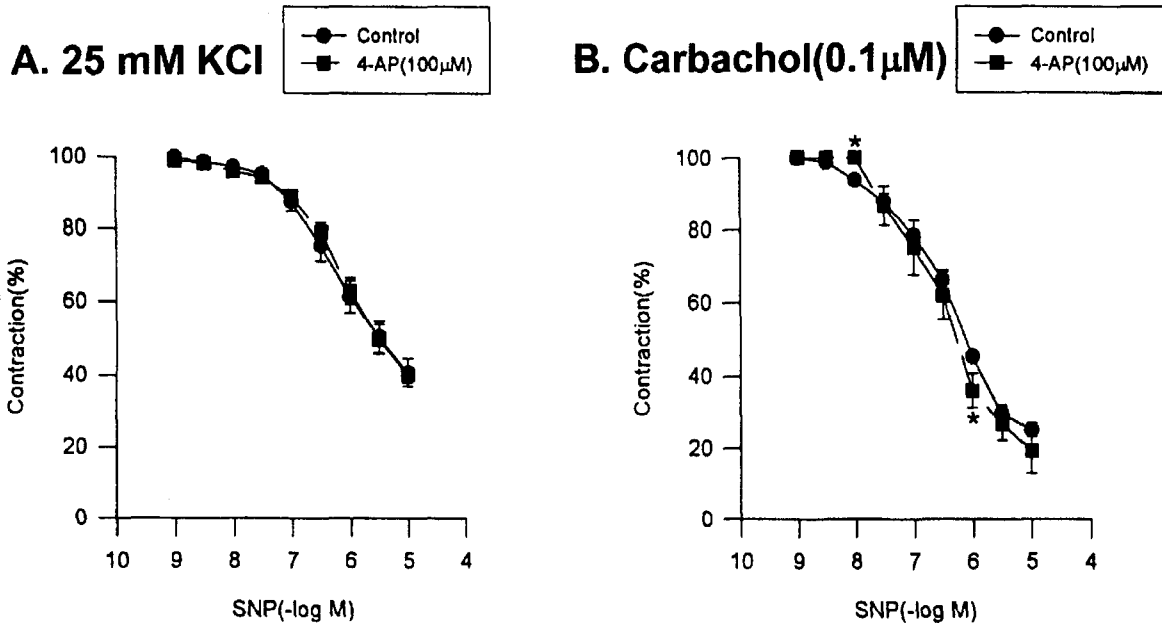 A. 25 mM KCl
Control
4-AP(100μM)
Contraction(%)
100
80
60
40
20
0
10 9 8 7 6 5 4
SNP(-log M)
B. Carbachol(0.1μM)
Control
4-AP(100μM)
Contraction(%)
100
80
60
40
20
0
*
*
10 9 8 7 6 5 4
SNP(-log M)